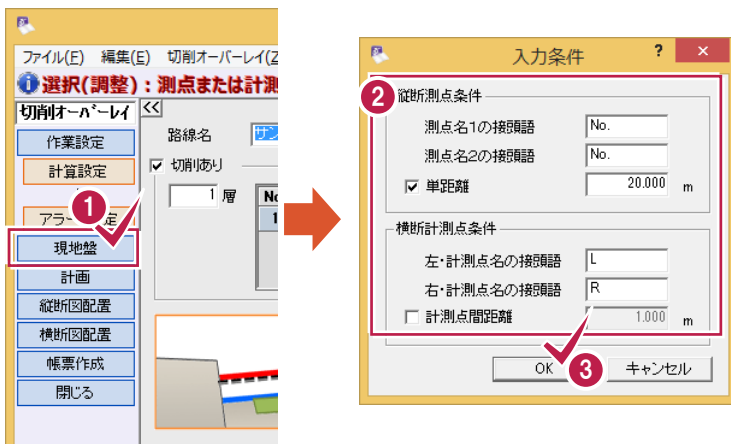 ファイル(F) 編集(E) 切削オーバーレイ(Z
選択(調整):測点または計測
切削オーバーレイ
<<
作業設定
計算設定
アラー
定
現地盤
計画
縦断図配置
横断図配置
帳票作成
閉じる
路線名
サン
切削あり
1 層
No
1
1
入力条件
? ×
2
縦断測点条件
測点名1の接頭語 No.
測点名2の接頭語 No.
単距離 20.000 m
横断計測点条件
左・計測点名の接頭語 L
右・計測点名の接頭語 R
計測点間距離 1.000 m
OK
3
キャンセル